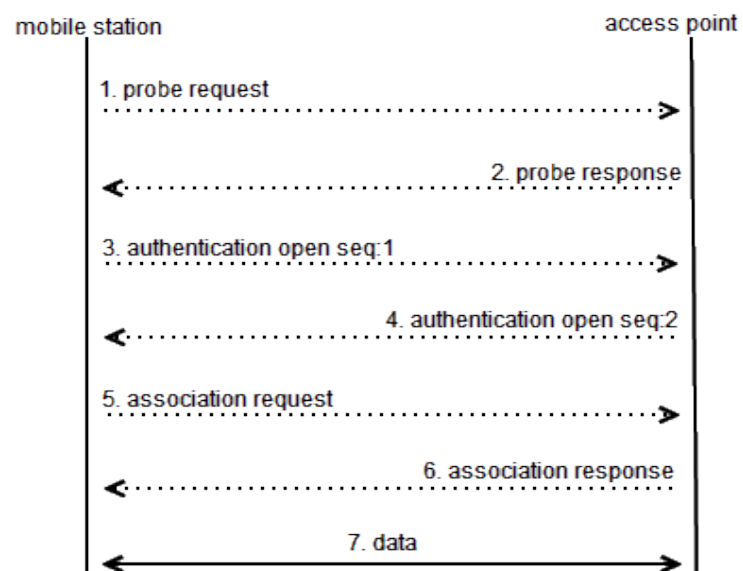 mobile station
access point
1. probe request
2. probe response
3. authentication open seq:1
4. authentication open seq:2
5. association request
6. association response
7. data